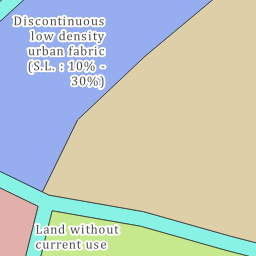 Discontinuous
low density
urban fabric
(S.L. : 10% -
30%)
Land without
current use